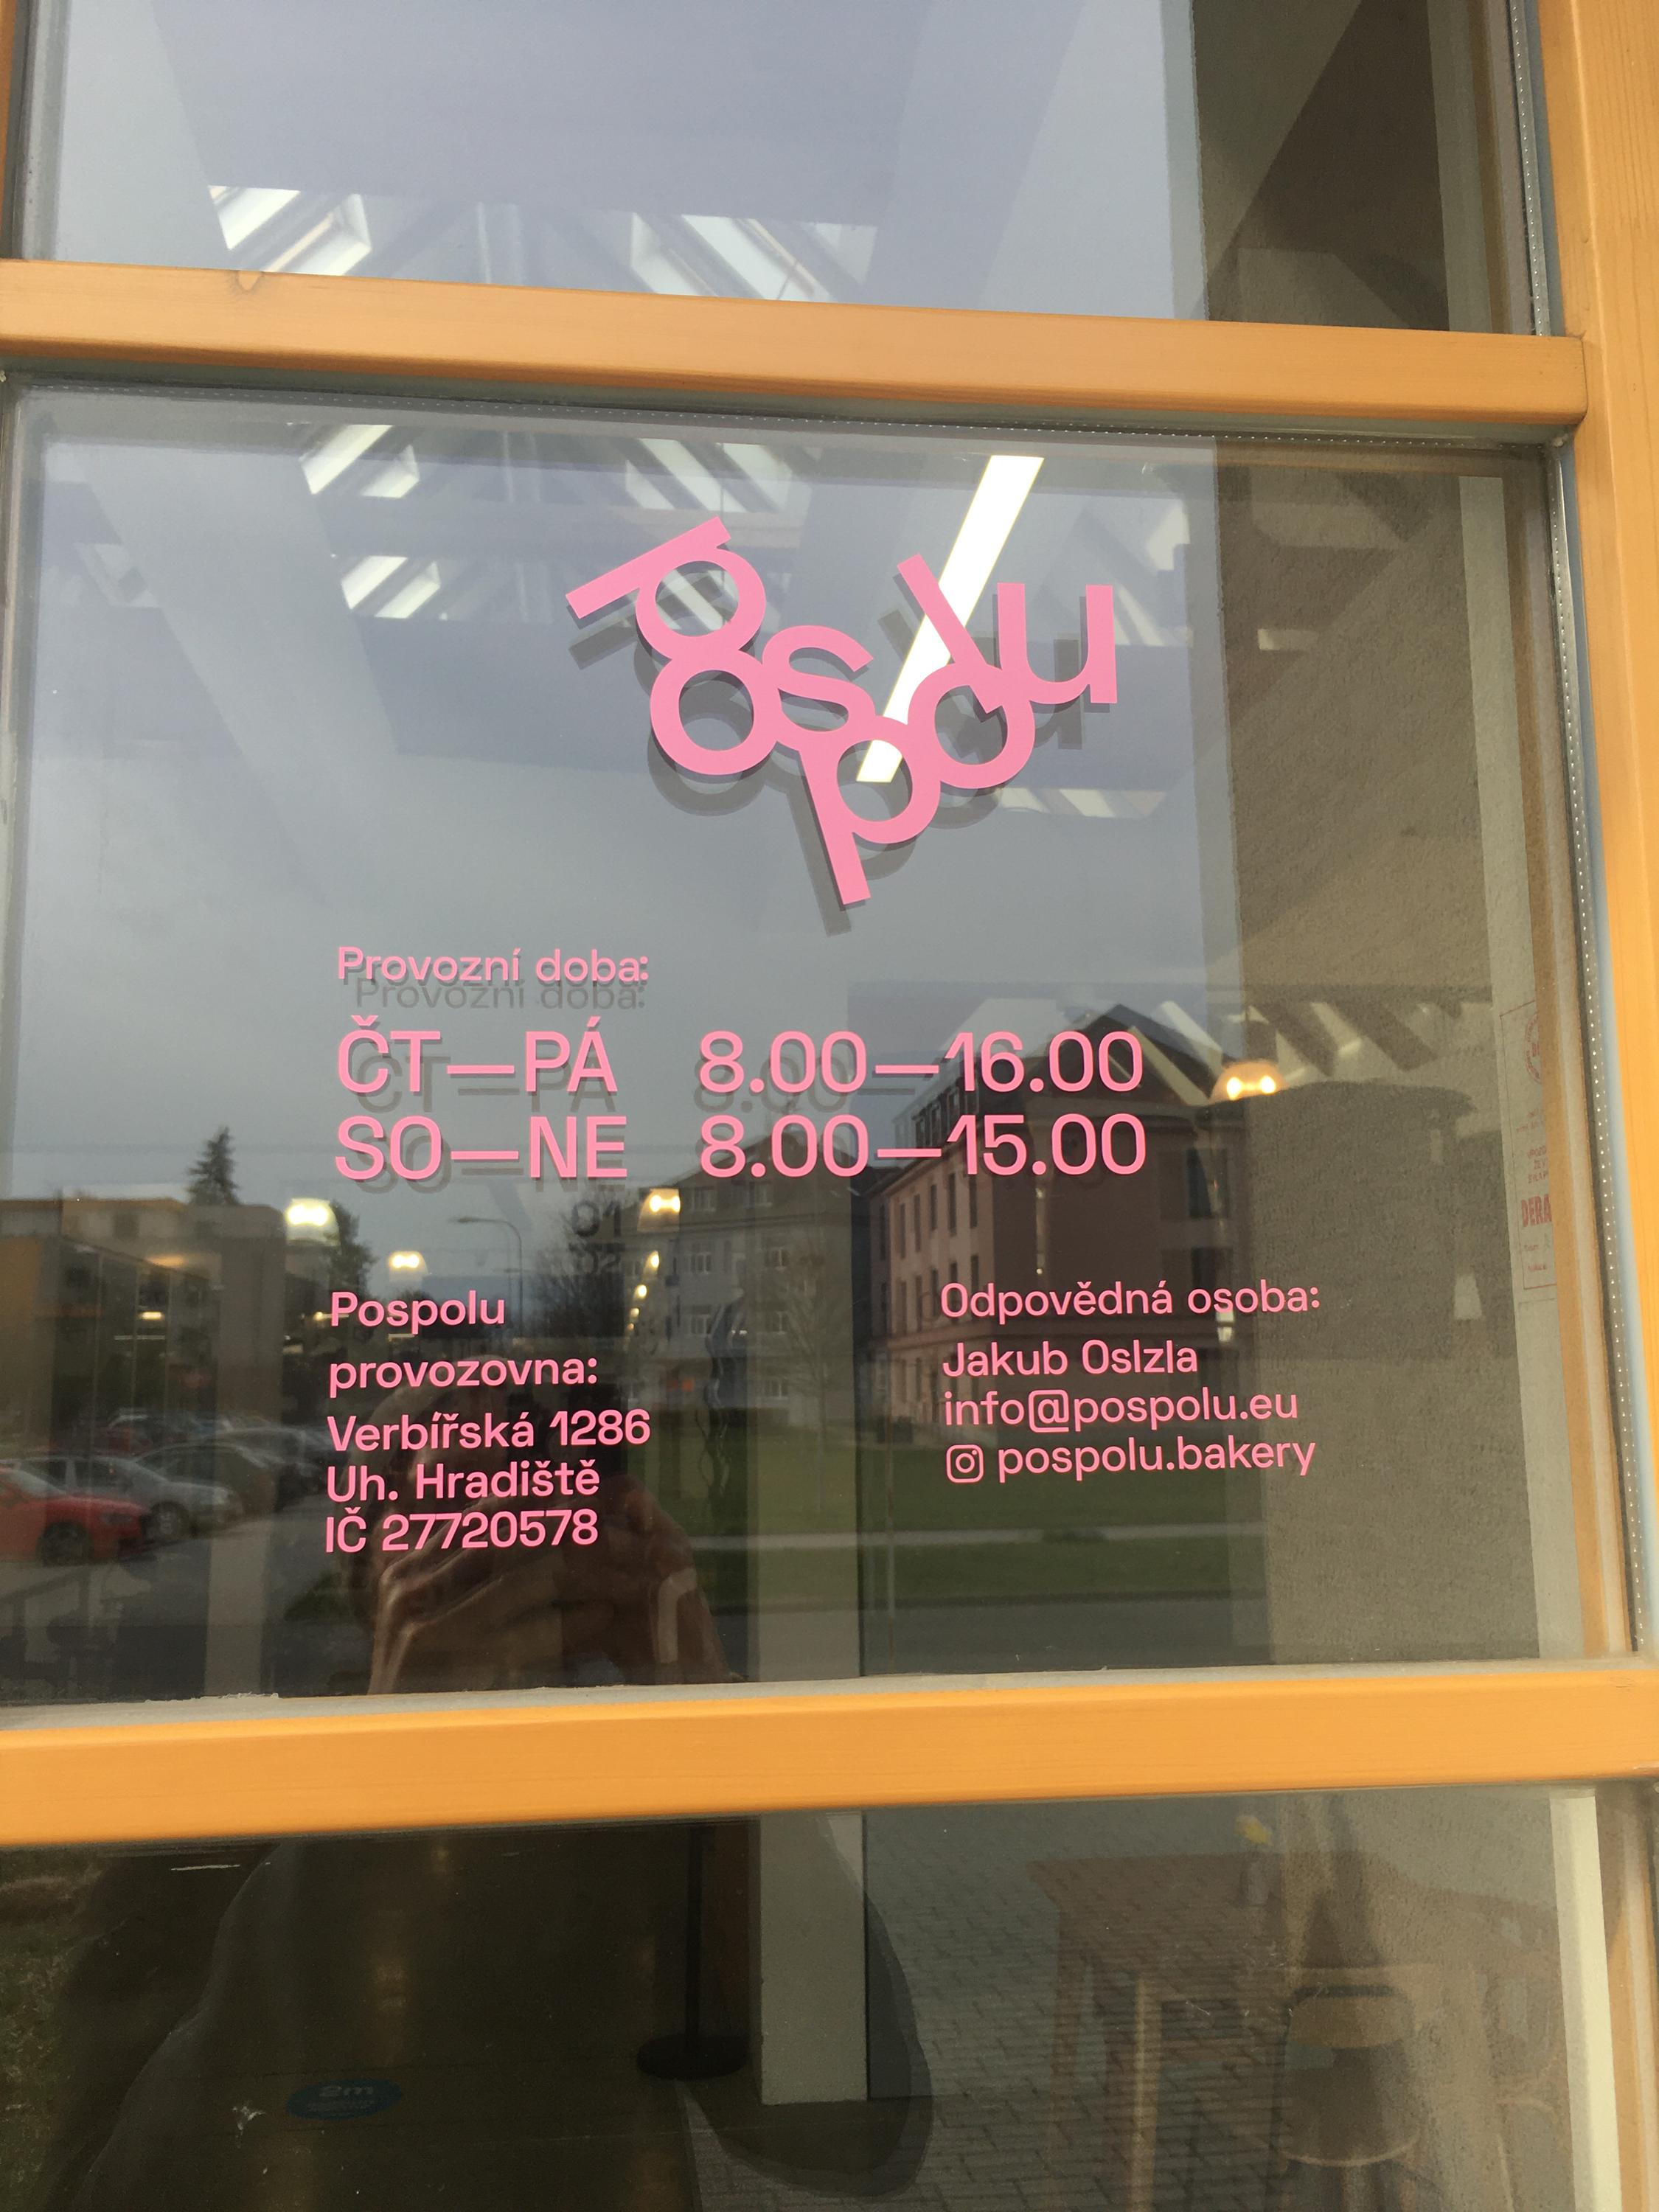 pospolu
Provozní doba:
ČT—PÁ 8.00—16.00
SO—NE 8.00—15.00
Pospolu
provozovna:
Verbířská 1286
Uh. Hradiště
IČ 27720578
Odpovědná osoba:
Jakub Oslzla
info@pospolu.eu
pospolu.bakery
2m